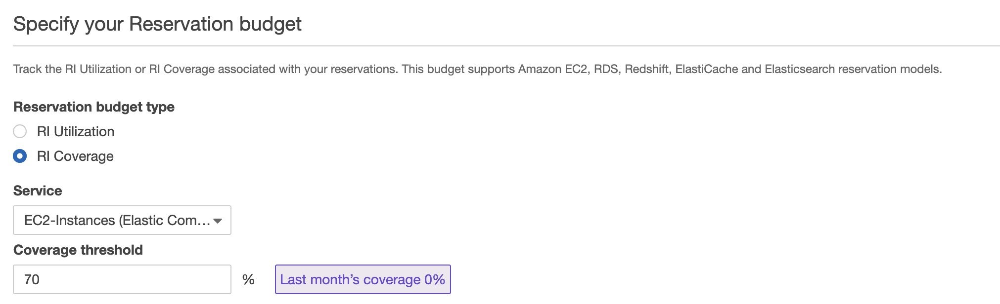 Specify your Reservation budget
Track the RI Utilization or RI Coverage associated with your reservations. This budget supports Amazon EC2, RDS, Redshift, ElastiCache and Elasticsearch reservation models.
Reservation budget type
RI Utilization
RI Coverage
Service
EC2-Instances (Elastic Com...
Coverage threshold
70 % Last month’s coverage 0%